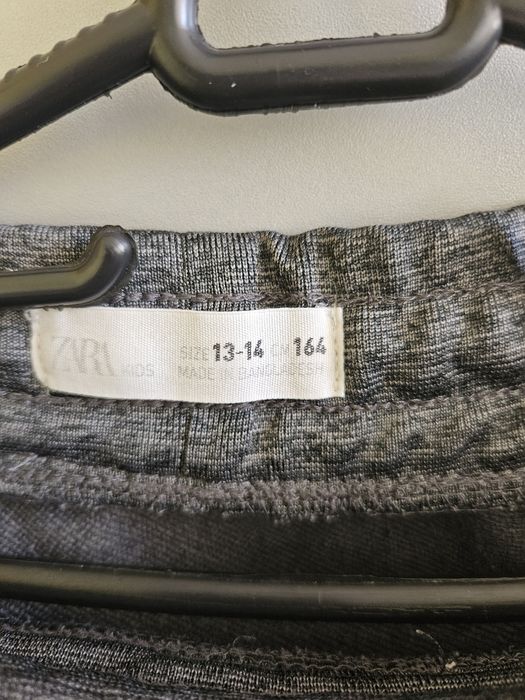 ZARA KIDS SIZE 13-14 CM 164
MADE IN BANGLADESH